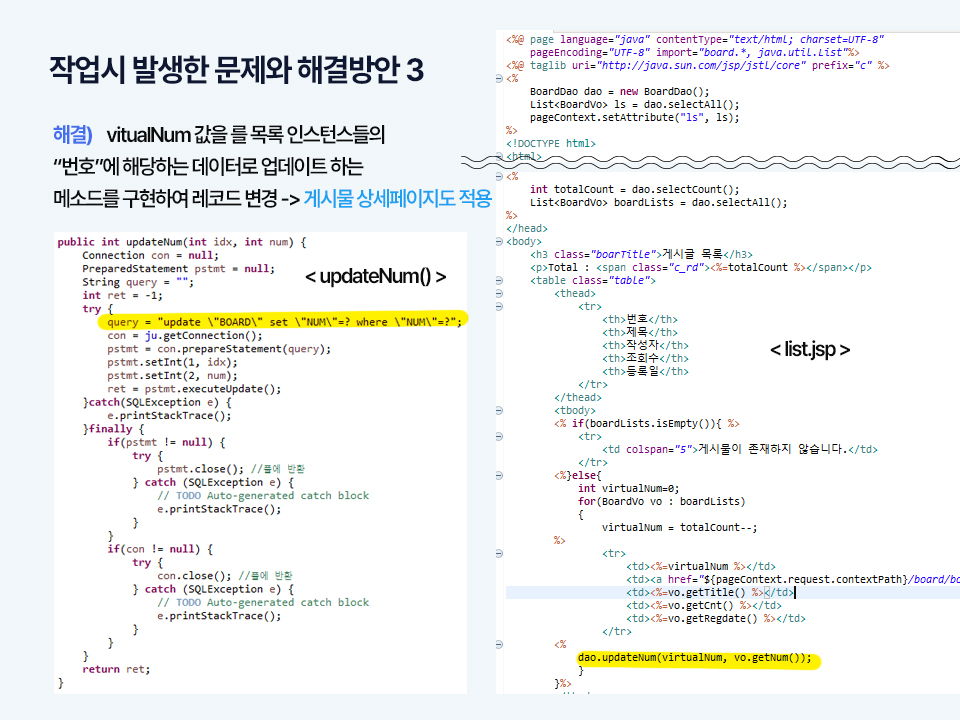 작업시 발생한 문제와 해결방안 3
해결) vitualNum 값을 를 목록 인스턴스들의
“번호”에 해당하는 데이터로 업데이트 하는
메소드를 구현하여 레코드 변경 -> 게시물 상세페이지도 적용
< updateNum() >
public int updateNum(int idx, int num) {
Connection con = null;
PreparedStatement pstmt = null;
String query = "";
int ret = -1;
try {
query = "update \"BOARD\" set \"NUM\"=? where \"NUM\"=?";
con = ju.getConnection();
pstmt = con.prepareStatement(query);
pstmt.setInt(1, idx);
pstmt.setInt(2, num);
ret = pstmt.executeUpdate();
}catch(SQLException e) {
e.printStackTrace();
}finally {
if(pstmt != null) {
try {
pstmt.close(); //풀에 반환
} catch (SQLException e) {
// TODO Auto-generated catch block
e.printStackTrace();
}
}
if(con != null) {
try {
con.close(); //풀에 반환
} catch (SQLException e) {
// TODO Auto-generated catch block
e.printStackTrace();
}
}
}
return ret;
}
<%@ page language="java" contentType="text/html; charset=UTF-8"
pageEncoding="UTF-8" import="board.*, java.util.List"%>
<%@ taglib uri="http://java.sun.com/jsp/jstl/core" prefix="c" %>
<%
BoardDao dao = new BoardDao();
List<BoardVo> ls = dao.selectAll();
pageContext.setAttribute("ls", ls);
%>
<!DOCTYPE html>
<html>
<%
int totalCount = dao.selectCount();
List<BoardVo> boardLists = dao.selectAll();
%>
</head>
<body>
<h3 class="boarTitle">게시글 목록</h3>
<p>Total : <span class="c_rd"><%=totalCount %></span></p>
<table class="table">
<thead>
<tr>
<th>번호</th>
<th>제목</th>
<th>작성자</th>
<th>조회수</th>
<th>등록일</th>
</tr>
</thead>
<tbody>
<% if(boardLists.isEmpty()){ %>
<tr>
<td colspan="5">게시물이 존재하지 않습니다.</td>
</tr>
<%}else{
int virtualNum=0;
for(BoardVo vo : boardLists)
{
virtualNum = totalCount--;
%>
<tr>
<td><%=virtualNum %></td>
<td><a href="${pageContext.request.contextPath}/board/bo
<td><%=vo.getTitle() %></td>
<td><%=vo.getCnt() %></td>
<td><%=vo.getRegdate() %></td>
</tr>
<%
dao.updateNum(virtualNum, vo.getNum());
}
}%>
< list.jsp >